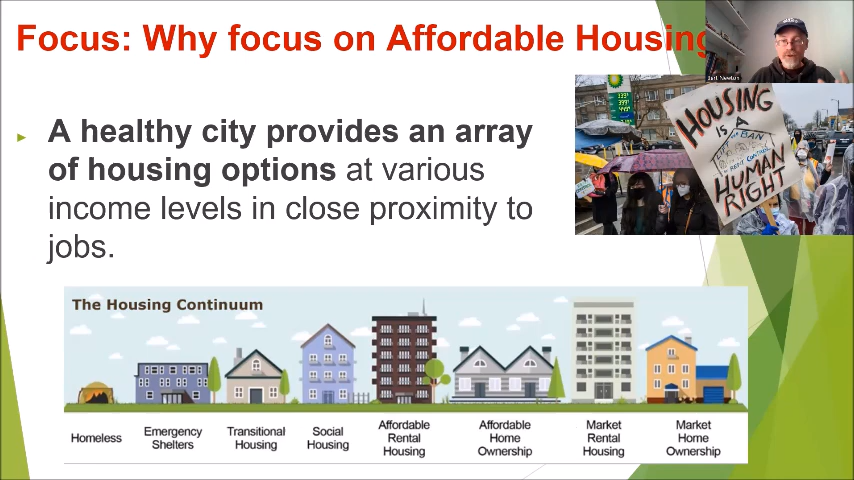 Focus: Why focus on Affordable Housing
Bert Newton
HOUSING
IS A
HUMAN
RIGHT
▸ A healthy city provides an array
of housing options at various
income levels in close proximity to
jobs.
The Housing Continuum
Homeless
Emergency
Shelters
Transitional
Housing
Social
Housing
Affordable
Rental
Housing
Affordable
Home
Ownership
Market
Rental
Housing
Market
Home
Ownership